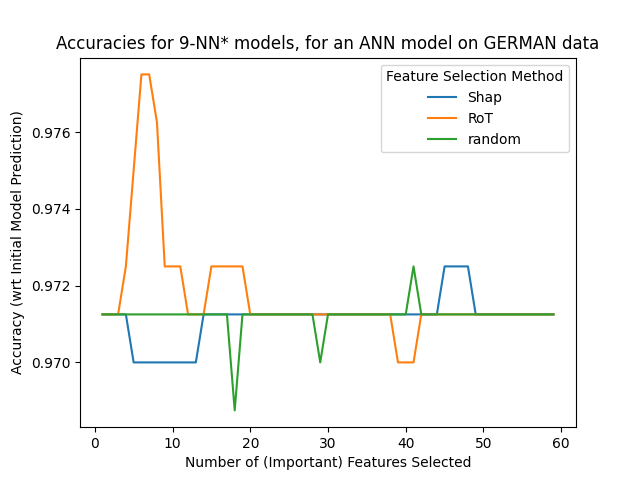 Accuracies for 9-NN* models, for an ANN model on GERMAN data
Feature Selection Method
Shap
RoT
random
Accuracy (wrt Initial Model Prediction)
0.976
0.974
0.972
0.970
0 10 20 30 40 50 60
Number of (Important) Features Selected